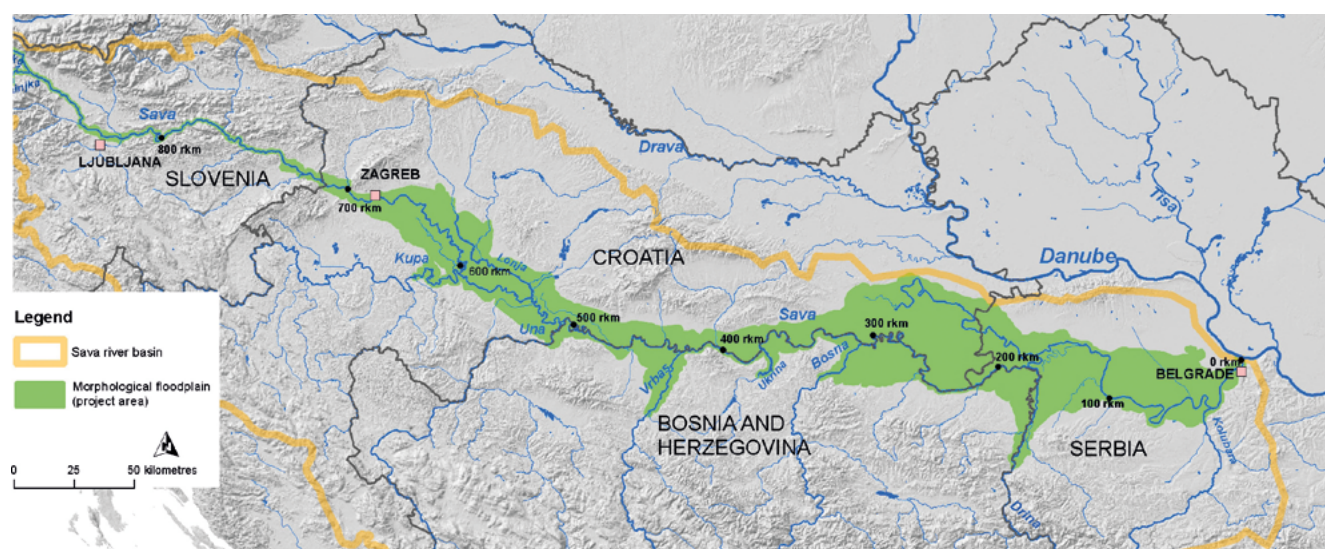 Sava
800 rkm
LJUBLJANA
SLOVENIA
ZAGREB
700 rkm
Drava
Tisa
Kupa
600 rkm
Lonja
CROATIA
Danube
Una
500 rkm
Sava
400 rkm
300 rkm
200 rkm
0 rkm
BELGRADE
Vrbas
Ukrina
Bosna
100 rkm
BOSNIA AND
HERZEGOVINA
SERBIA
Kolubara
Drina
Legend
Sava river basin
Morphological floodplain
(project area)
0 25 50 kilometres